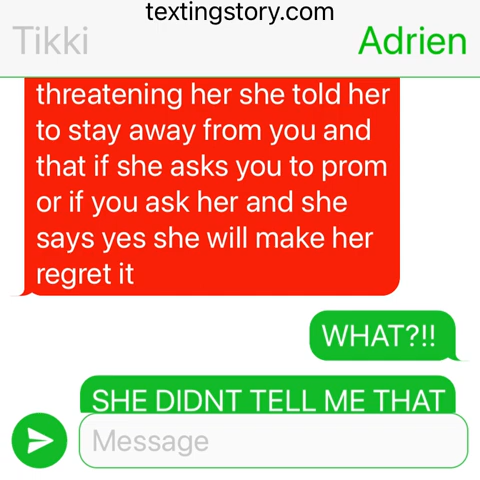 textingstory.com
Tikki
Adrien
threatening her she told her
to stay away from you and
that if she asks you to prom
or if you ask her and she
says yes she will make her
regret it
WHAT?!!
SHE DIDNT TELL ME THAT
Message